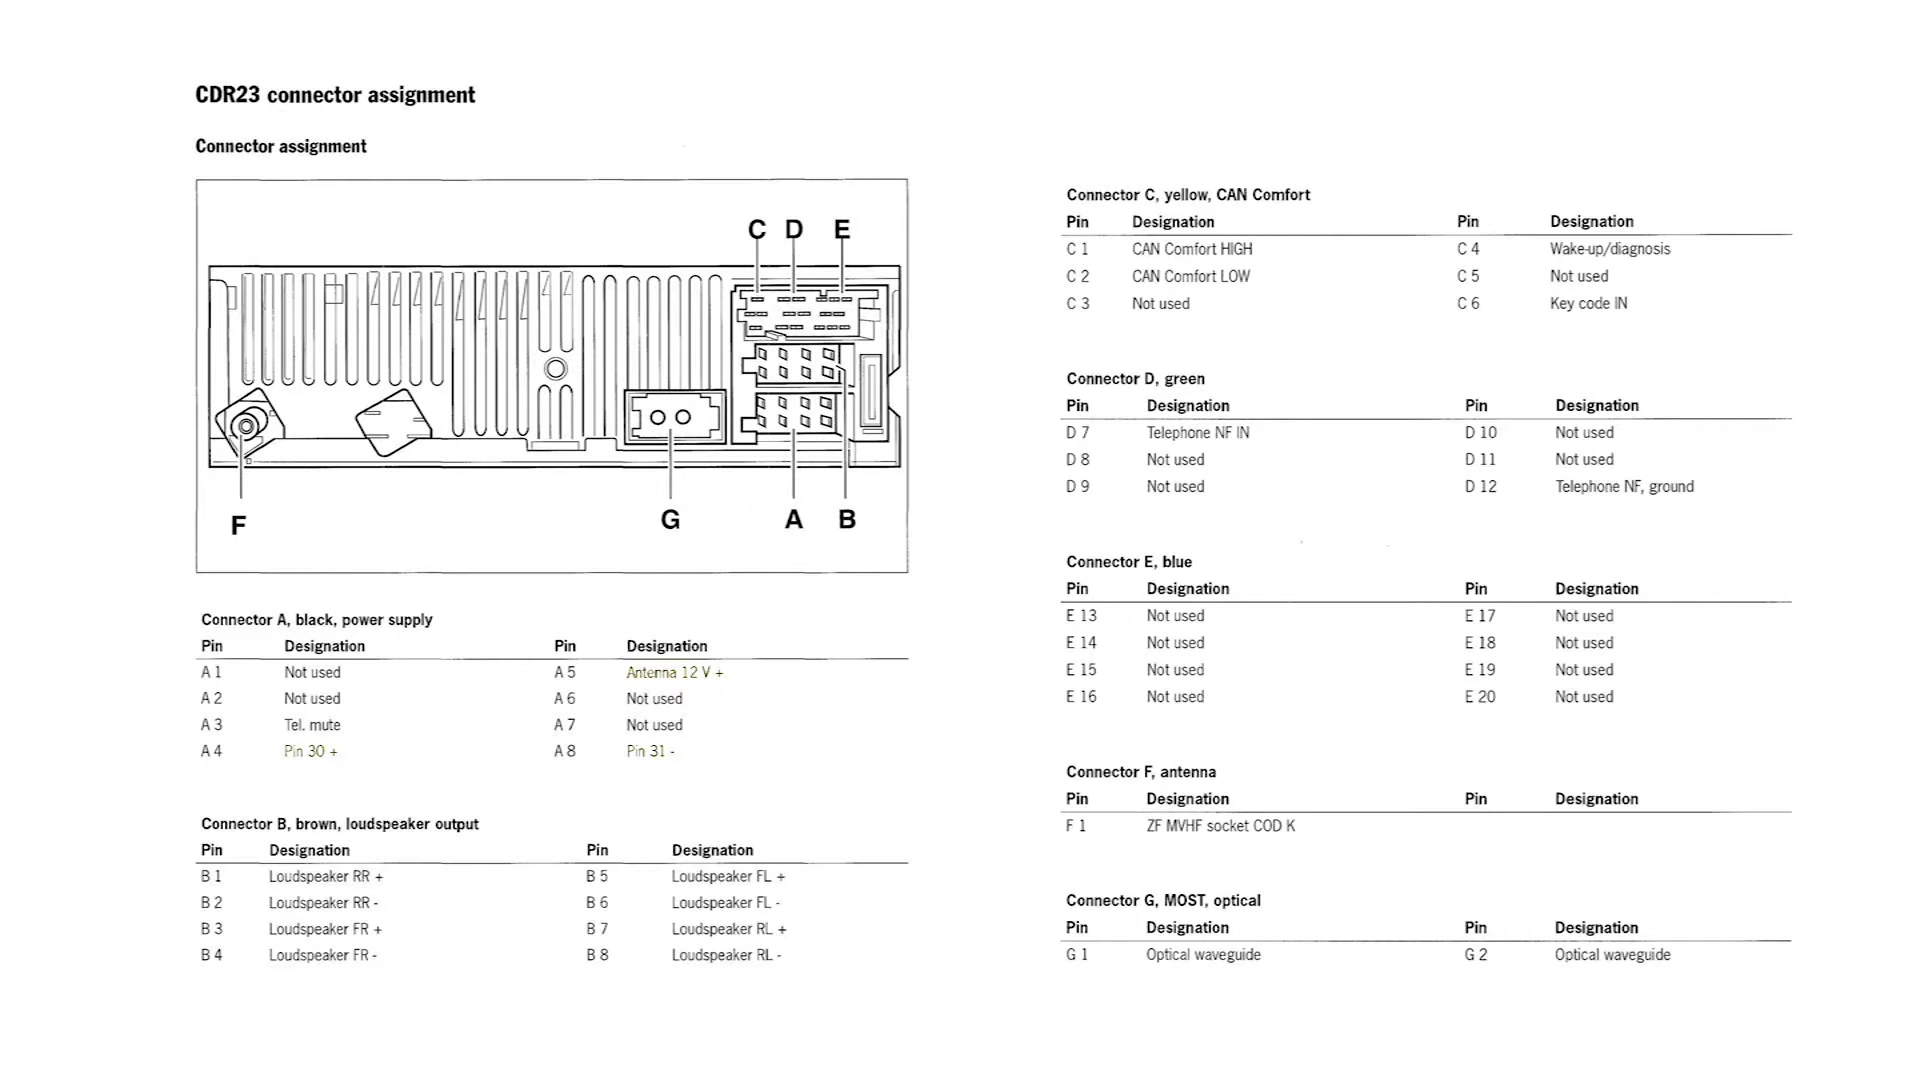 CDR23 connector assignment
Connector assignment
C D E
F G A B
Connector A, black, power supply
Pin Designation Pin Designation
A 1 Not used A 5 Antenna 12 V +
A 2 Not used A 6 Not used
A 3 Tel. mute A 7 Not used
A 4 Pin 30 + A 8 Pin 31 -
Connector B, brown, loudspeaker output
Pin Designation Pin Designation
B 1 Loudspeaker RR + B 5 Loudspeaker FL +
B 2 Loudspeaker RR - B 6 Loudspeaker FL -
B 3 Loudspeaker FR + B 7 Loudspeaker RL +
B 4 Loudspeaker FR - B 8 Loudspeaker RL -
Connector C, yellow, CAN Comfort
Pin Designation Pin Designation
C 1 CAN Comfort HIGH C 4 Wake-up/diagnosis
C 2 CAN Comfort LOW C 5 Not used
C 3 Not used C 6 Key code IN
Connector D, green
Pin Designation Pin Designation
D 7 Telephone NF IN D 10 Not used
D 8 Not used D 11 Not used
D 9 Not used D 12 Telephone NF, ground
Connector E, blue
Pin Designation Pin Designation
E 13 Not used E 17 Not used
E 14 Not used E 18 Not used
E 15 Not used E 19 Not used
E 16 Not used E 20 Not used
Connector F, antenna
Pin Designation Pin Designation
F 1 ZF MVHF socket COD K
Connector G, MOST, optical
Pin Designation Pin Designation
G 1 Optical waveguide G 2 Optical waveguide